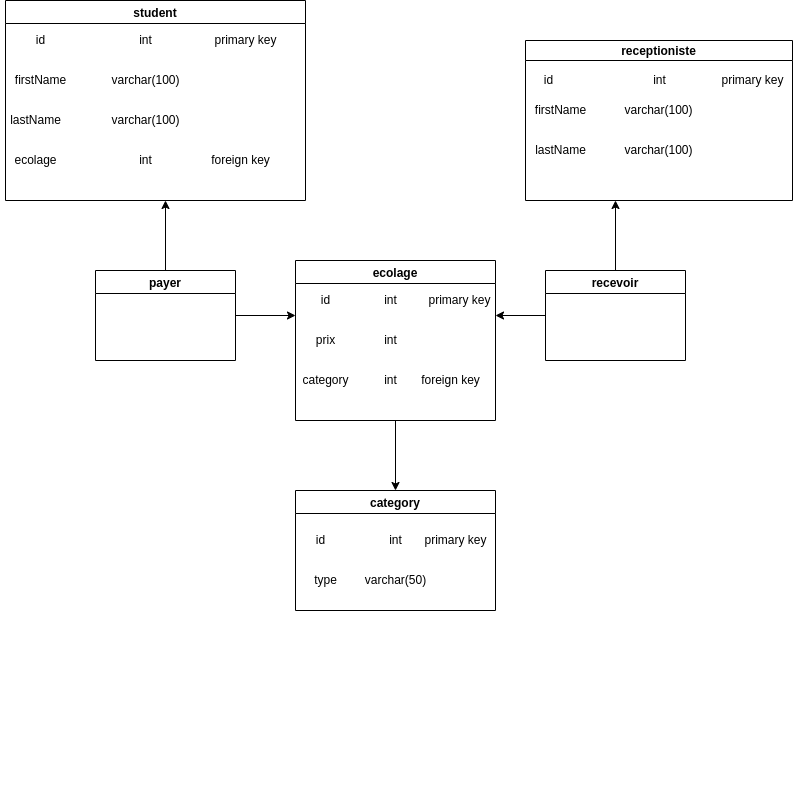 student
id int primary key
firstName varchar(100)
lastName varchar(100)
ecolage int foreign key
receptioniste
id int primary key
firstName varchar(100)
lastName varchar(100)
payer
ecolage
id int primary key
prix int
category int foreign key
recevoir
category
id int primary key
type varchar(50)